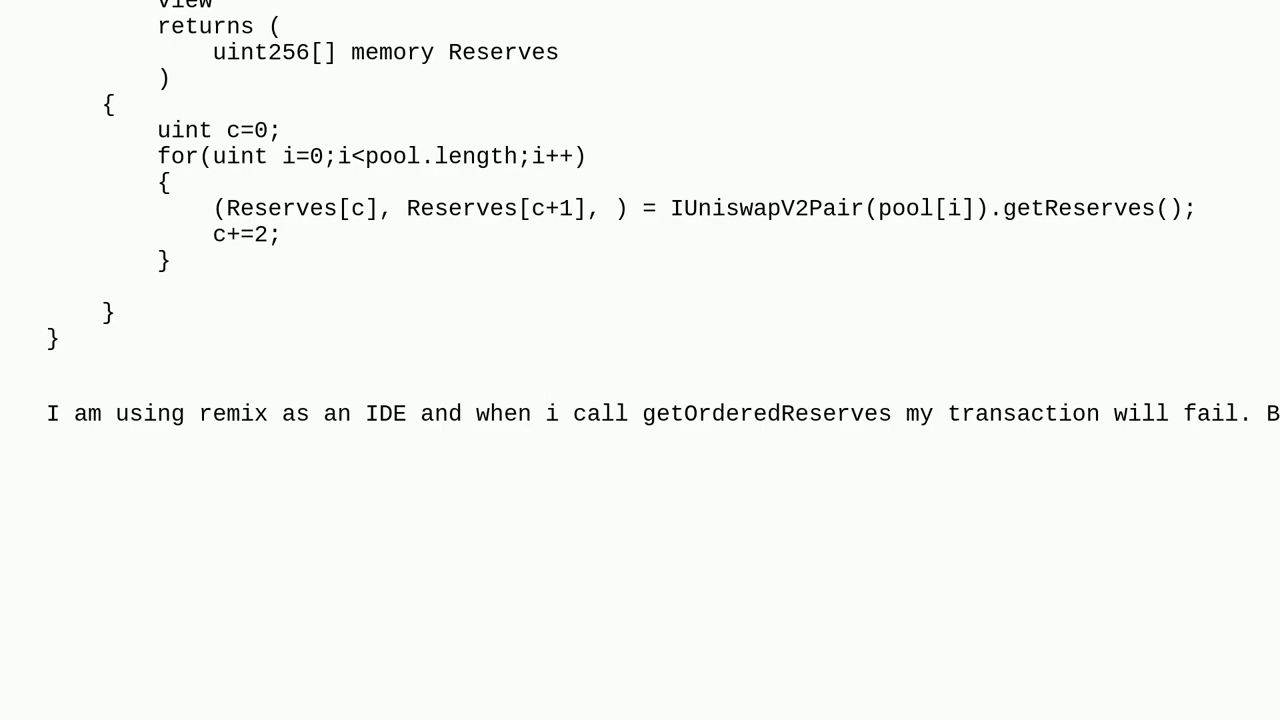 view
returns (
uint256[] memory Reserves
)
{
uint c=0;
for(uint i=0;i<pool.length;i++)
{
(Reserves[c], Reserves[c+1], ) = IUniswapV2Pair(pool[i]).getReserves();
c+=2;
}
}
}
I am using remix as an IDE and when i call getOrderedReserves my transaction will fail. B